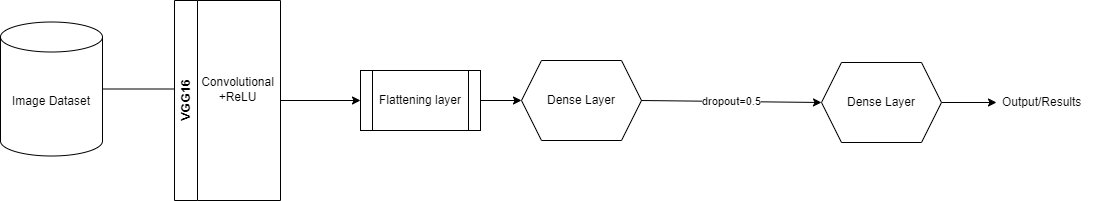 Image Dataset
VGG16
Convolutional
+ReLU
Flattening layer
Dense Layer
dropout=0.5
Dense Layer
Output/Results